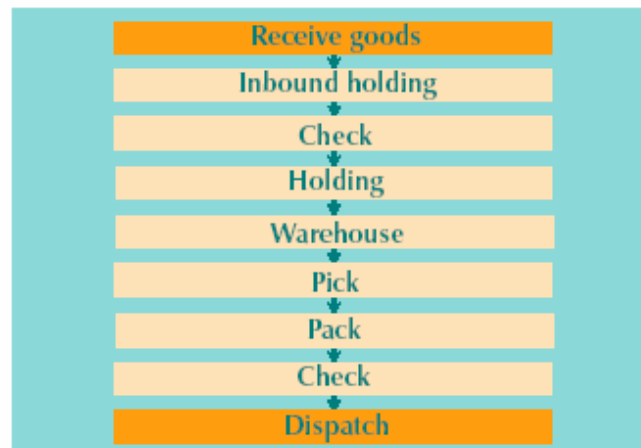 Receive goods
Inbound holding
Check
Holding
Warehouse
Pick
Pack
Check
Dispatch